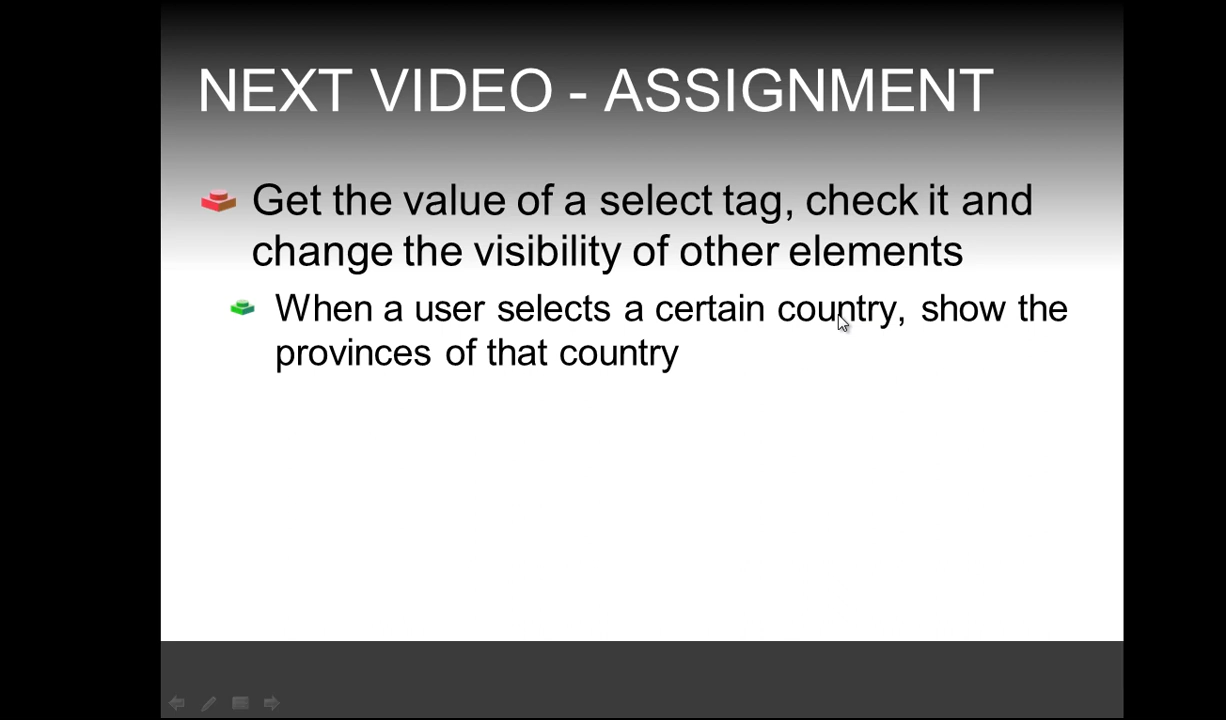 NEXT VIDEO - ASSIGNMENT
Get the value of a select tag, check it and
change the visibility of other elements
When a user selects a certain country, show the
provinces of that country